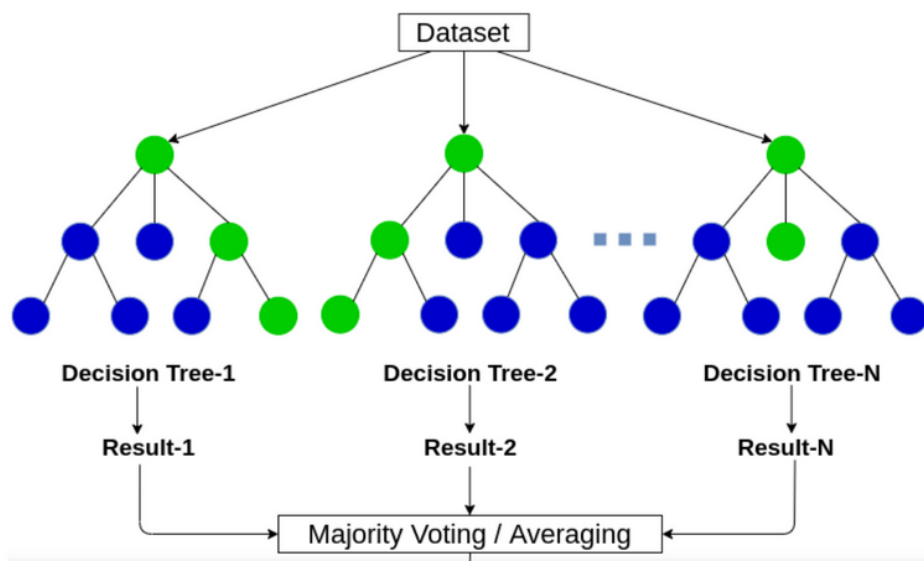 Dataset
Decision Tree-1
Decision Tree-2
Decision Tree-N
Result-1
Result-2
Result-N
Majority Voting / Averaging